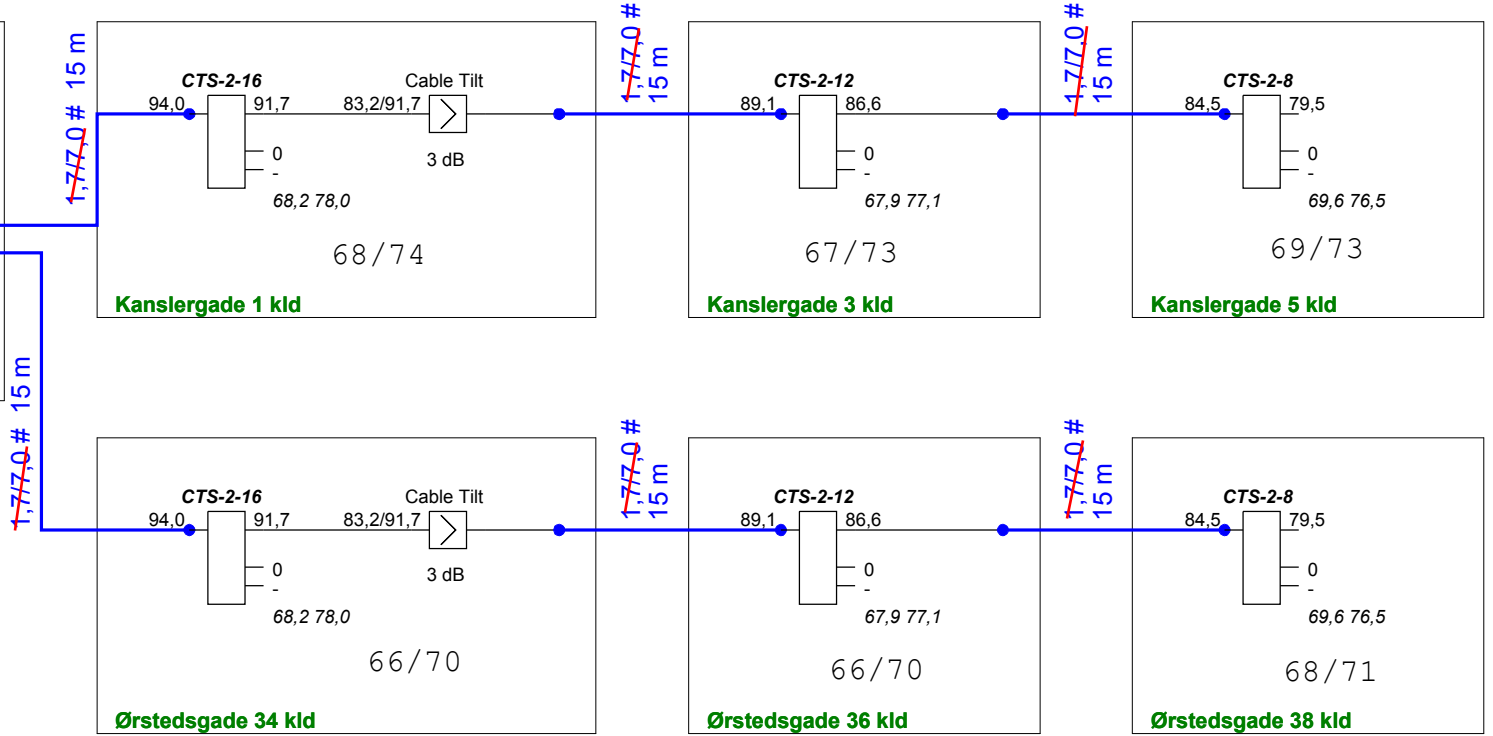 1,7/7,0 # 15 m
CTS-2-16
Cable Tilt
94,0
91,7
83,2/91,7
3 dB
0
-
68,2 78,0
68/74
Kanslergade 1 kld
1,7/7,0 #
15 m
CTS-2-12
89,1
86,6
0
-
67,9 77,1
67/73
Kanslergade 3 kld
1,7/7,0 #
15 m
CTS-2-8
84,5
79,5
0
-
69,6 76,5
69/73
Kanslergade 5 kld
1,7/7,0 # 15 m
CTS-2-16
Cable Tilt
94,0
91,7
83,2/91,7
3 dB
0
-
68,2 78,0
66/70
Ørstedsgade 34 kld
1,7/7,0 #
15 m
CTS-2-12
89,1
86,6
0
-
67,9 77,1
66/70
Ørstedsgade 36 kld
1,7/7,0 #
15 m
CTS-2-8
84,5
79,5
0
-
69,6 76,5
68/71
Ørstedsgade 38 kld